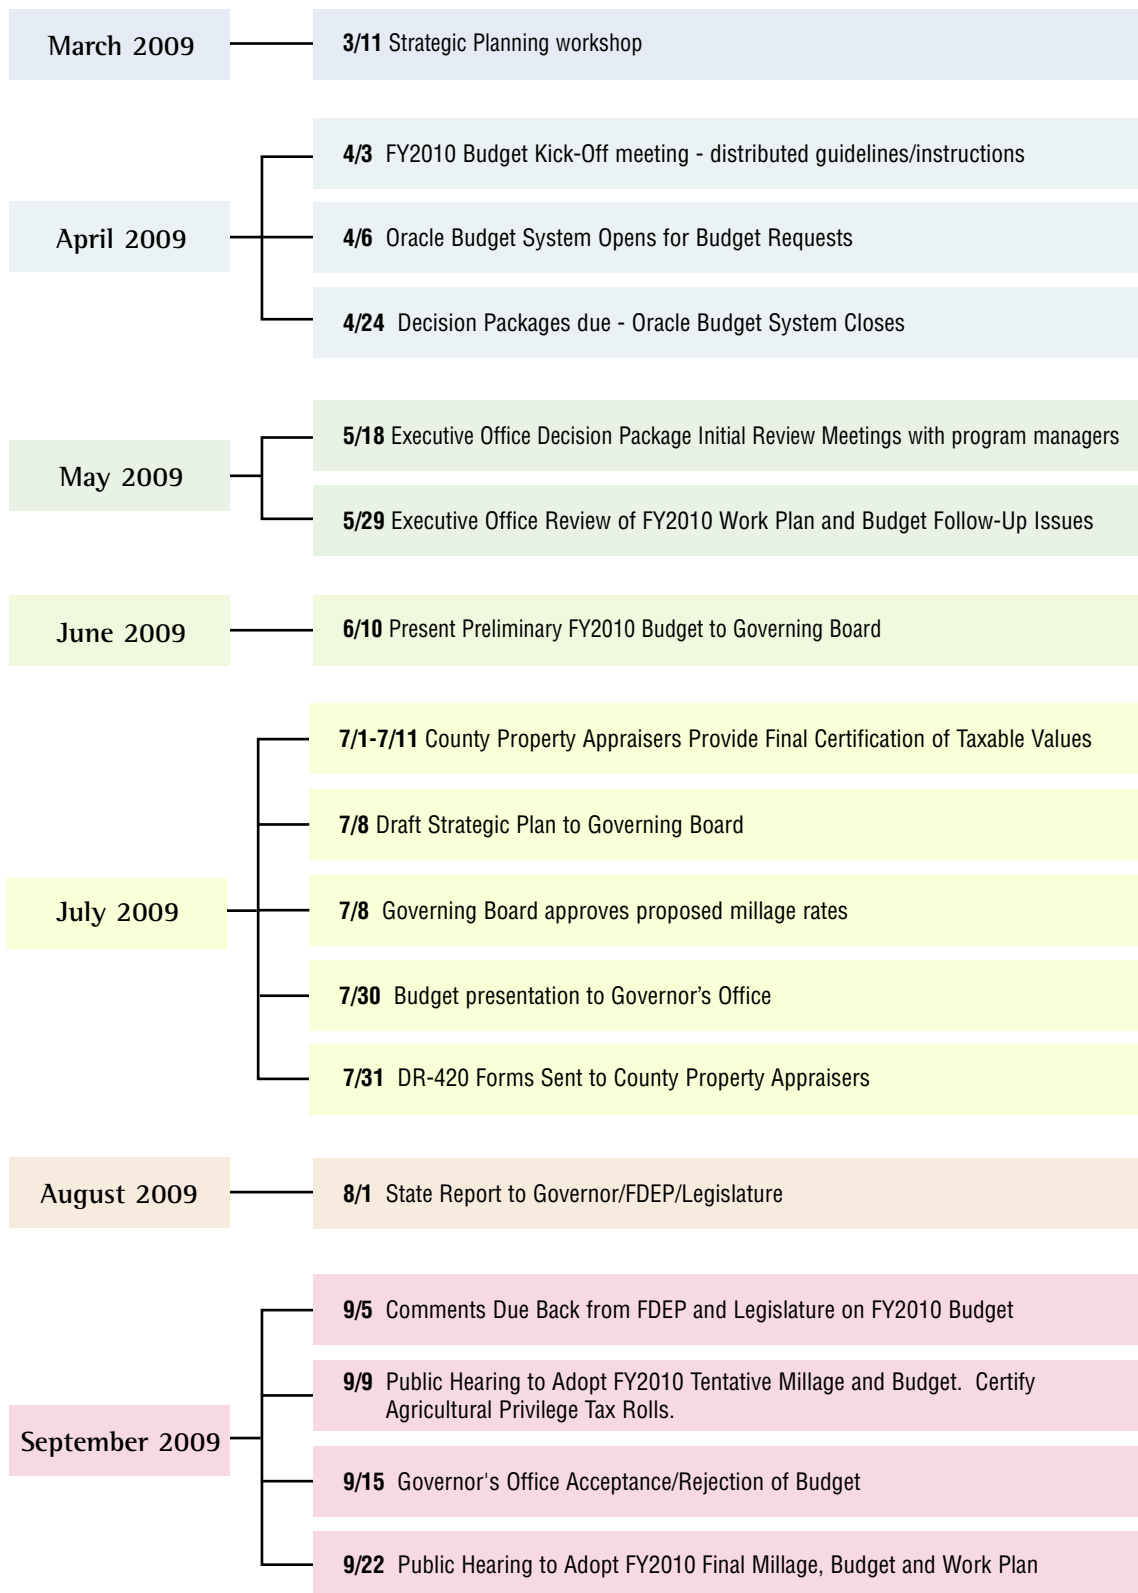 March 2009
3/11 Strategic Planning workshop
April 2009
4/3 FY2010 Budget Kick-Off meeting - distributed guidelines/instructions
4/6 Oracle Budget System Opens for Budget Requests
4/24 Decision Packages due - Oracle Budget System Closes
May 2009
5/18 Executive Office Decision Package Initial Review Meetings with program managers
5/29 Executive Office Review of FY2010 Work Plan and Budget Follow-Up Issues
June 2009
6/10 Present Preliminary FY2010 Budget to Governing Board
July 2009
7/1-7/11 County Property Appraisers Provide Final Certification of Taxable Values
7/8 Draft Strategic Plan to Governing Board
7/8 Governing Board approves proposed millage rates
7/30 Budget presentation to Governor’s Office
7/31 DR-420 Forms Sent to County Property Appraisers
August 2009
8/1 State Report to Governor/FDEP/Legislature
September 2009
9/5 Comments Due Back from FDEP and Legislature on FY2010 Budget
9/9 Public Hearing to Adopt FY2010 Tentative Millage and Budget. Certify
Agricultural Privilege Tax Rolls.
9/15 Governor's Office Acceptance/Rejection of Budget
9/22 Public Hearing to Adopt FY2010 Final Millage, Budget and Work Plan